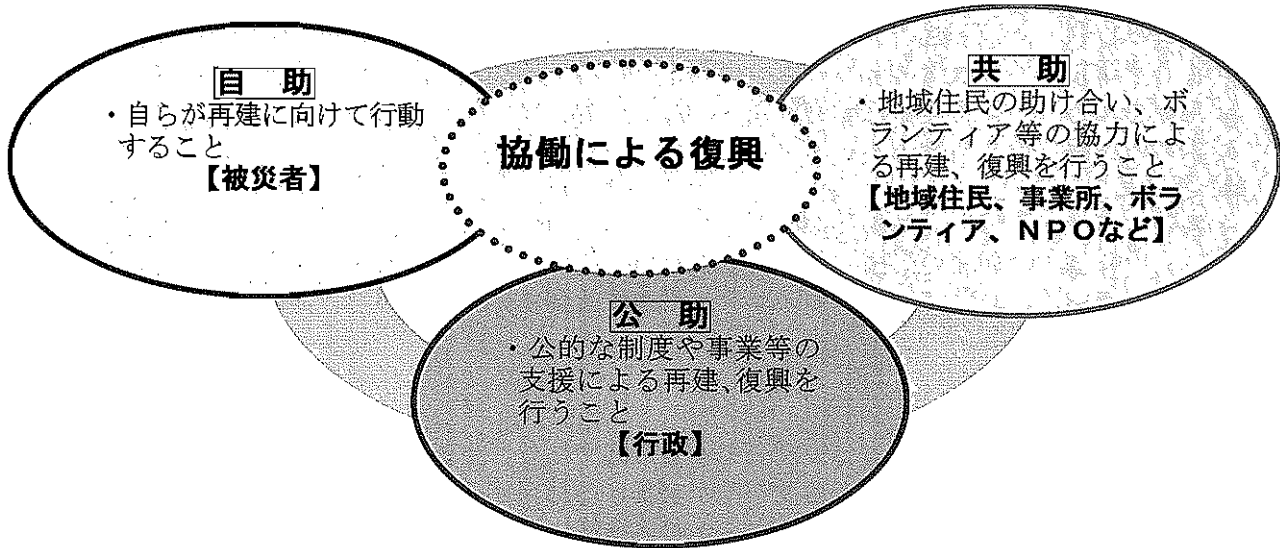 自　助
・自らが再建に向けて行動
すること
【被災者】
協働による復興
共　助
・地域住民の助け合い、ボ
ランティア等の協力によ
る再建、復興を行うこと
【地域住民、事業所、ボラ
ンティア、ＮＰＯなど】
公　助
・公的な制度や事業等の
支援による再建、復興を
行うこと
【行政】